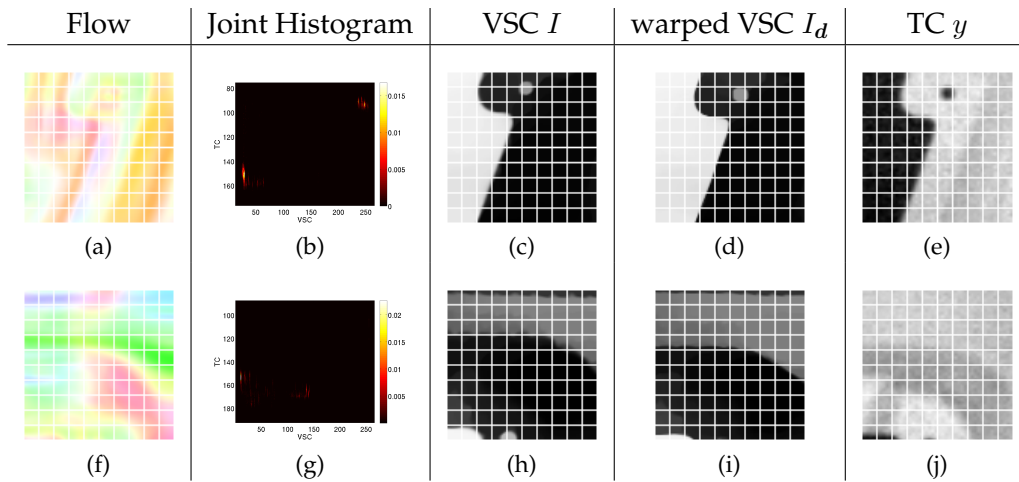 Flow Joint Histogram VSC I warped VSC I_d TC y
80
100
120
140
160
TC
50 100 150 200 250
VSC
0.015
0.01
0.005
0
(a) (b) (c) (d) (e)
100
120
140
160
180
TC
50 100 150 200 250
VSC
0.02
0.015
0.01
0.005
(f) (g) (h) (i) (j)